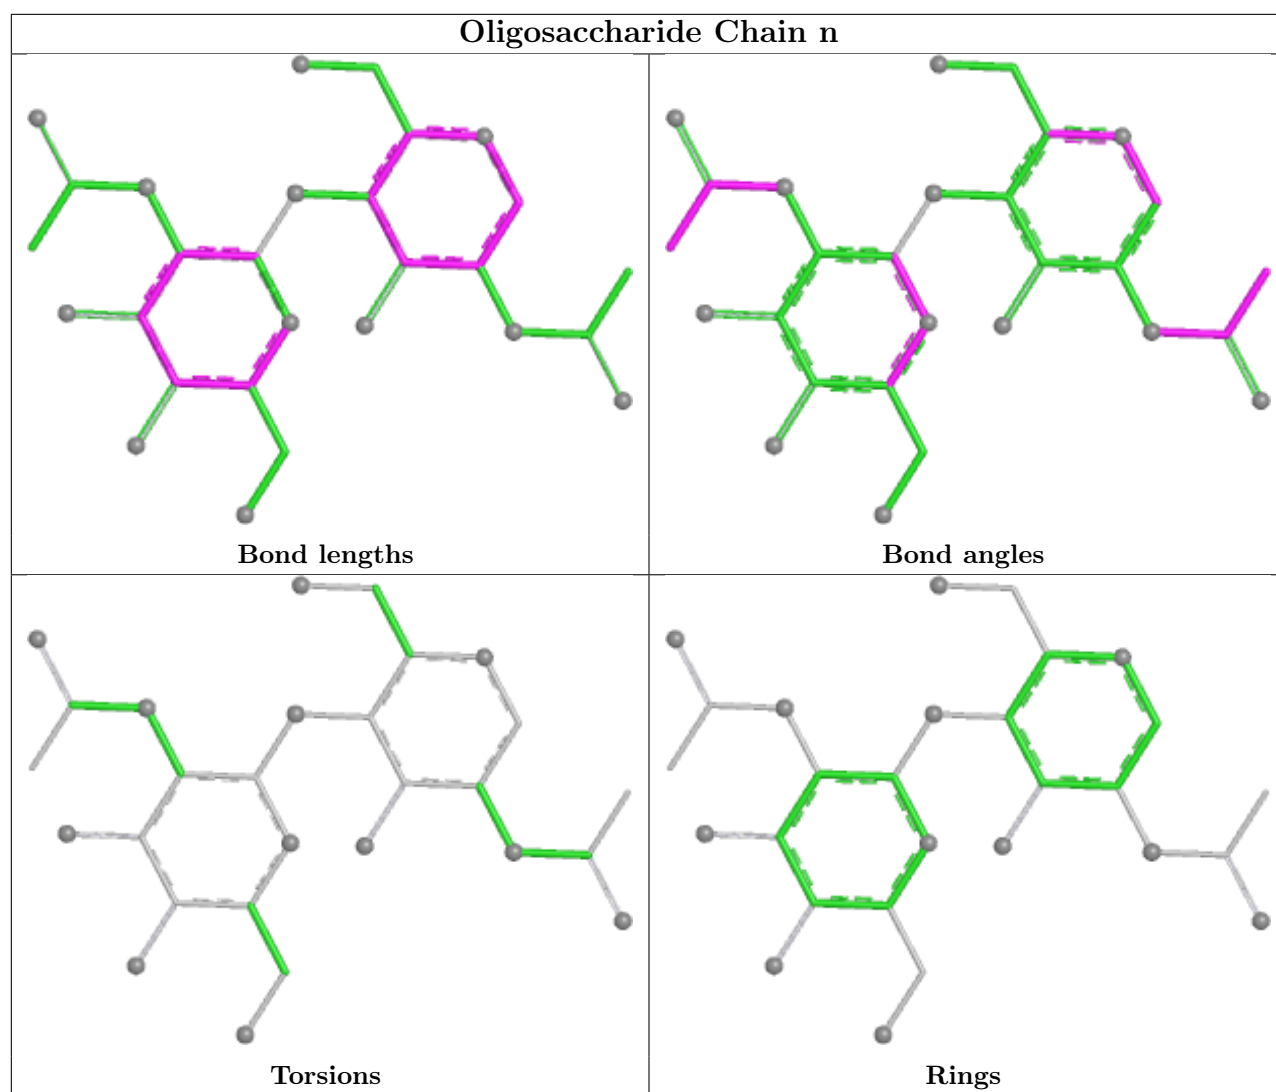 Oligosaccharide Chain n
Bond lengths
Bond angles
Torsions
Rings